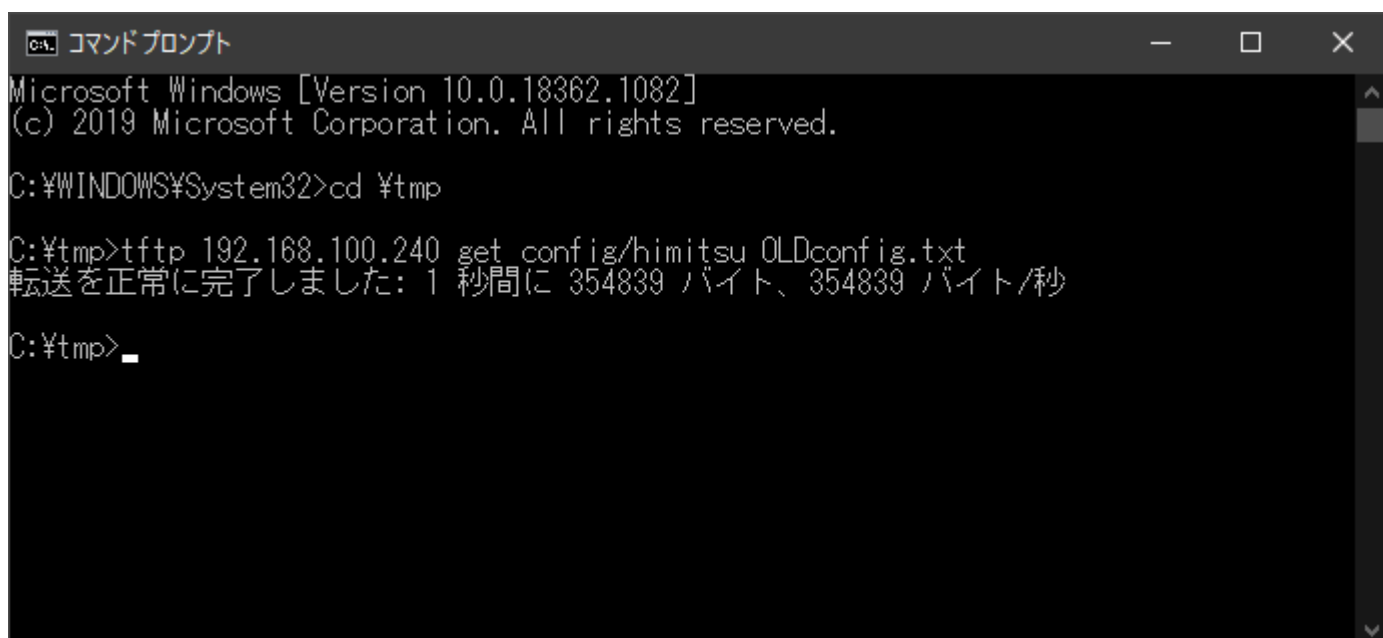 コマンド プロンプト
Microsoft Windows [Version 10.0.18362.1082]
(c) 2019 Microsoft Corporation. All rights reserved.
C:¥WINDOWS¥System32>cd ¥tmp
C:¥tmp>tftp 192.168.100.240 get config/himitsu OLDconfig.txt
転送を正常に完了しました: 1 秒間に 354839 バイト、354839 バイト/秒
C:¥tmp>